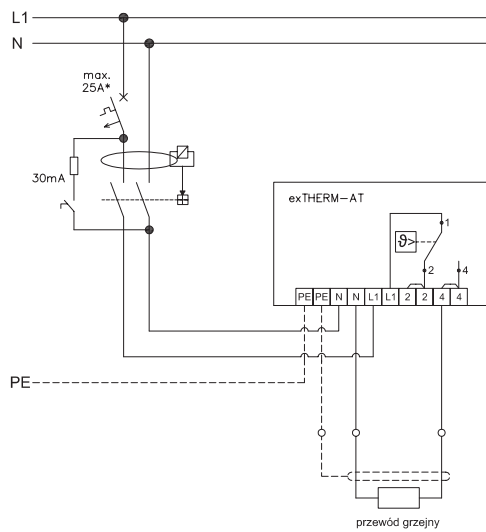 L1
N
max.
25A*
30mA
exTHERM-AT
ϑ>
1
2
4
PE PE N N L1 L1 2 2 4 4
PE
przewód grzejny